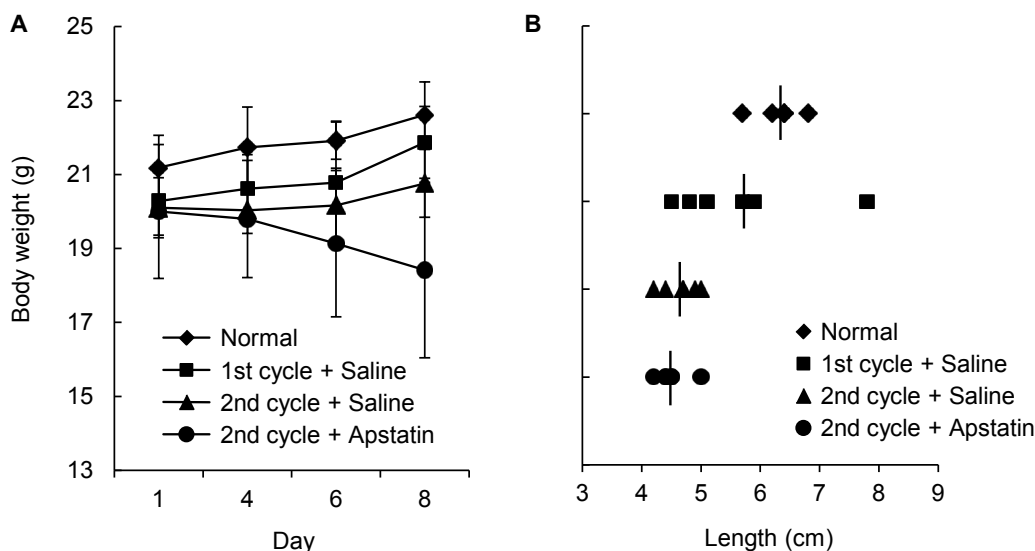 A
25
23
21
19
17
15
13
Body weight (g)
Normal
1st cycle + Saline
2nd cycle + Saline
2nd cycle + Apstatin
1 4 6 8
Day
B
Normal
1st cycle + Saline
2nd cycle + Saline
2nd cycle + Apstatin
3 4 5 6 7 8 9
Length (cm)